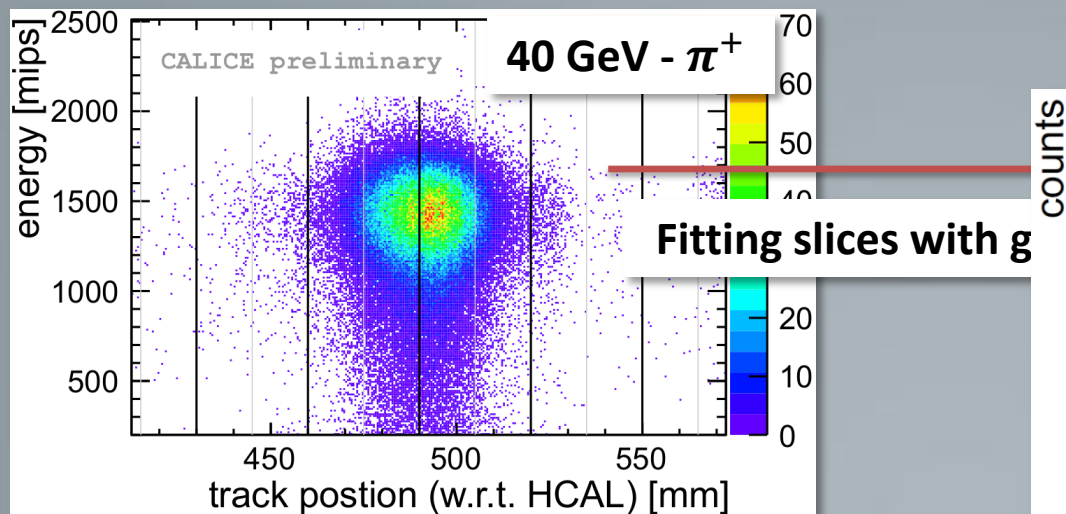 2500
2000
1500
1000
500
energy [mips]
CALICE preliminary
40 GeV - π⁺
70
60
50
40
20
10
0
Fitting slices with g
counts
450
500
550
track postion (w.r.t. HCAL) [mm]